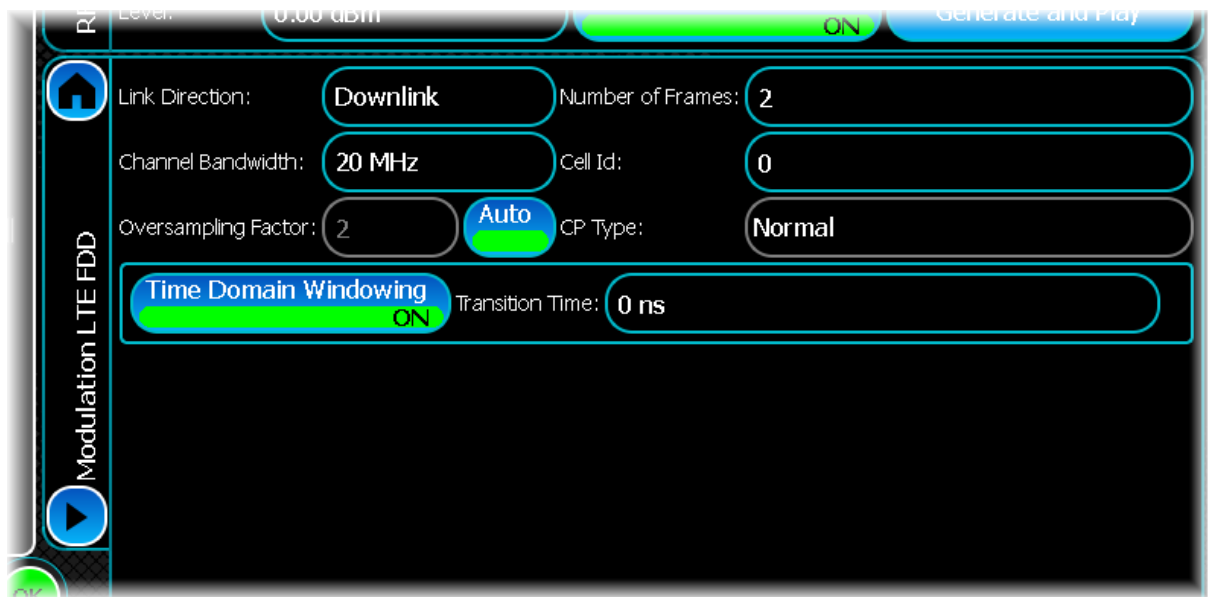 RF
Level: 0.00 dBm ON Generate and Play
Link Direction: Downlink Number of Frames: 2
Channel Bandwidth: 20 MHz Cell Id: 0
Oversampling Factor: 2 Auto CP Type: Normal
Time Domain Windowing ON Transition Time: 0 ns
Modulation LTE FDD
OK